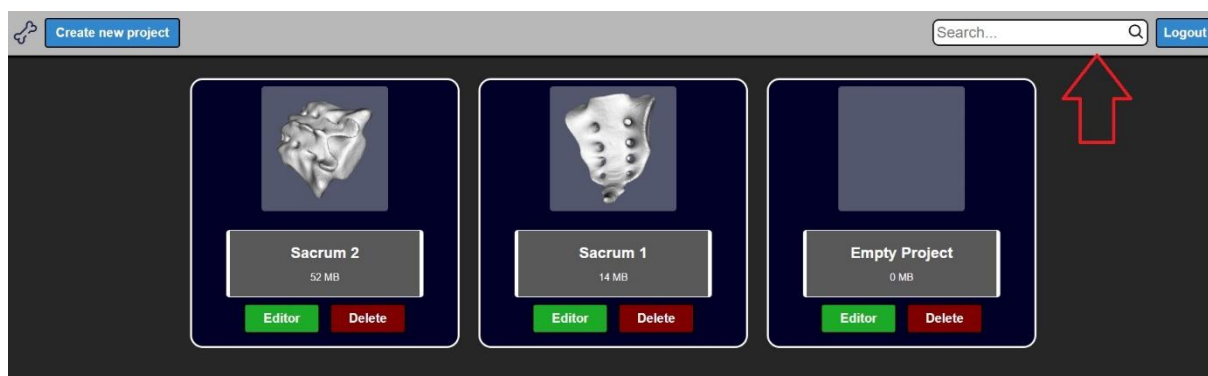 Create new project
Search...
Logout
Sacrum 2
52 MB
Editor Delete
Sacrum 1
14 MB
Editor Delete
Empty Project
0 MB
Editor Delete